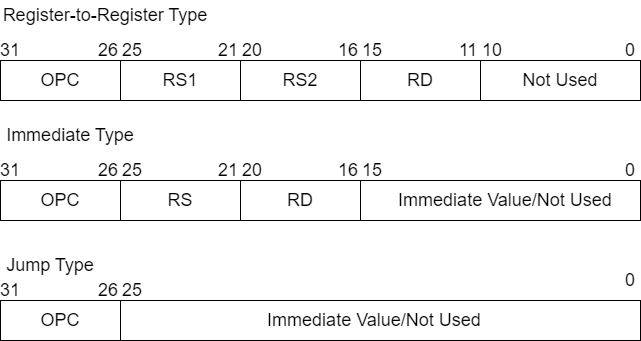 Register-to-Register Type
31 26 25 21 20 16 15 11 10 0
OPC RS1 RS2 RD Not Used
Immediate Type
31 26 25 21 20 16 15 0
OPC RS RD Immediate Value/Not Used
Jump Type
31 26 25 0
OPC Immediate Value/Not Used